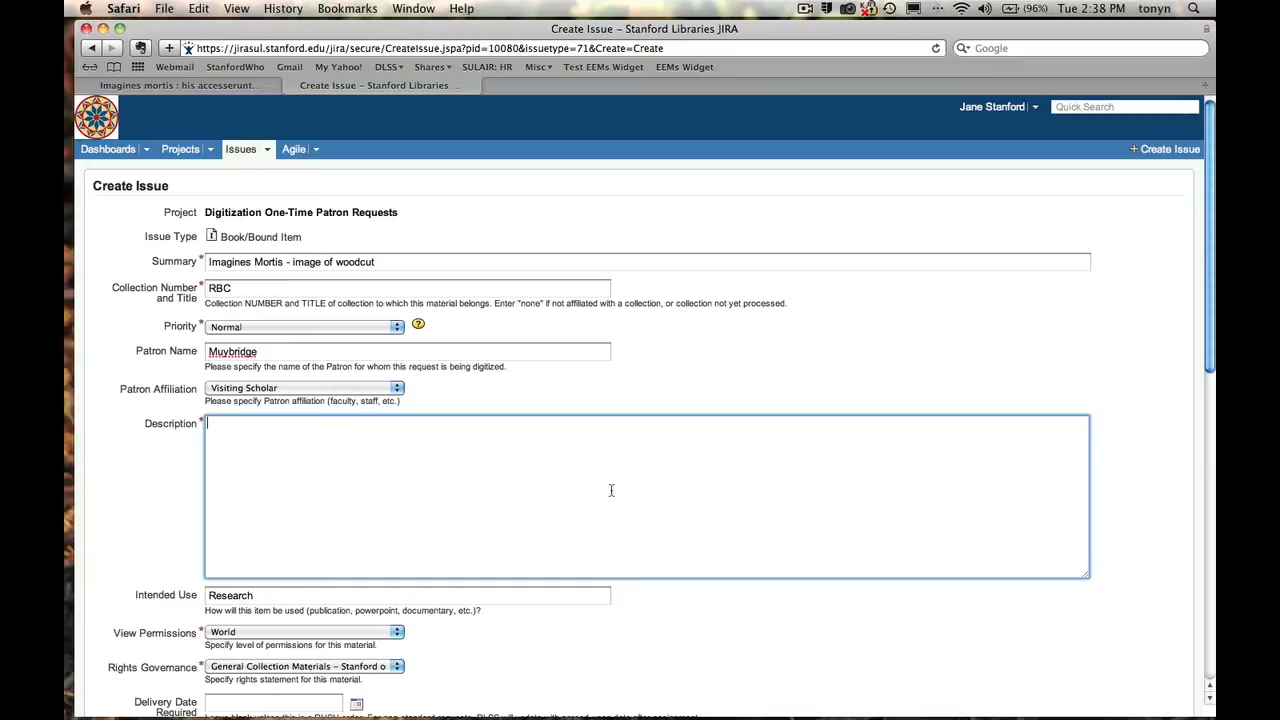 Safari File Edit View History Bookmarks Window Help (96%) Tue 2:38 PM tonyn
Create Issue – Stanford Libraries JIRA
https://jirasul.stanford.edu/jira/secure/CreateIssue.jspa?pid=10080&issuetype=71&Create=Create Google
Webmail StanfordWho Gmail My Yahoo! DLSS Shares SULAIR: HR Misc Test EEMs Widget EEMs Widget
Imagines mortis : his accesserunt... Create Issue – Stanford Libraries ...
Jane Stanford Quick Search
Dashboards Projects Issues Agile + Create Issue
Create Issue
Project Digitization One-Time Patron Requests
Issue Type Book/Bound Item
Summary* Imagines Mortis - image of woodcut
Collection Number and Title* RBC
Collection NUMBER and TITLE of collection to which this material belongs. Enter "none" if not affiliated with a collection, or collection not yet processed.
Priority* Normal ?
Patron Name Muybridge
Please specify the name of the Patron for whom this request is being digitized.
Patron Affiliation Visiting Scholar
Please specify Patron affiliation (faculty, staff, etc.)
Description*
Intended Use Research
How will this item be used (publication, powerpoint, documentary, etc.)?
View Permissions* World
Specify level of permissions for this material.
Rights Governance* General Collection Materials – Stanford o
Specify rights statement for this material.
Delivery Date Required